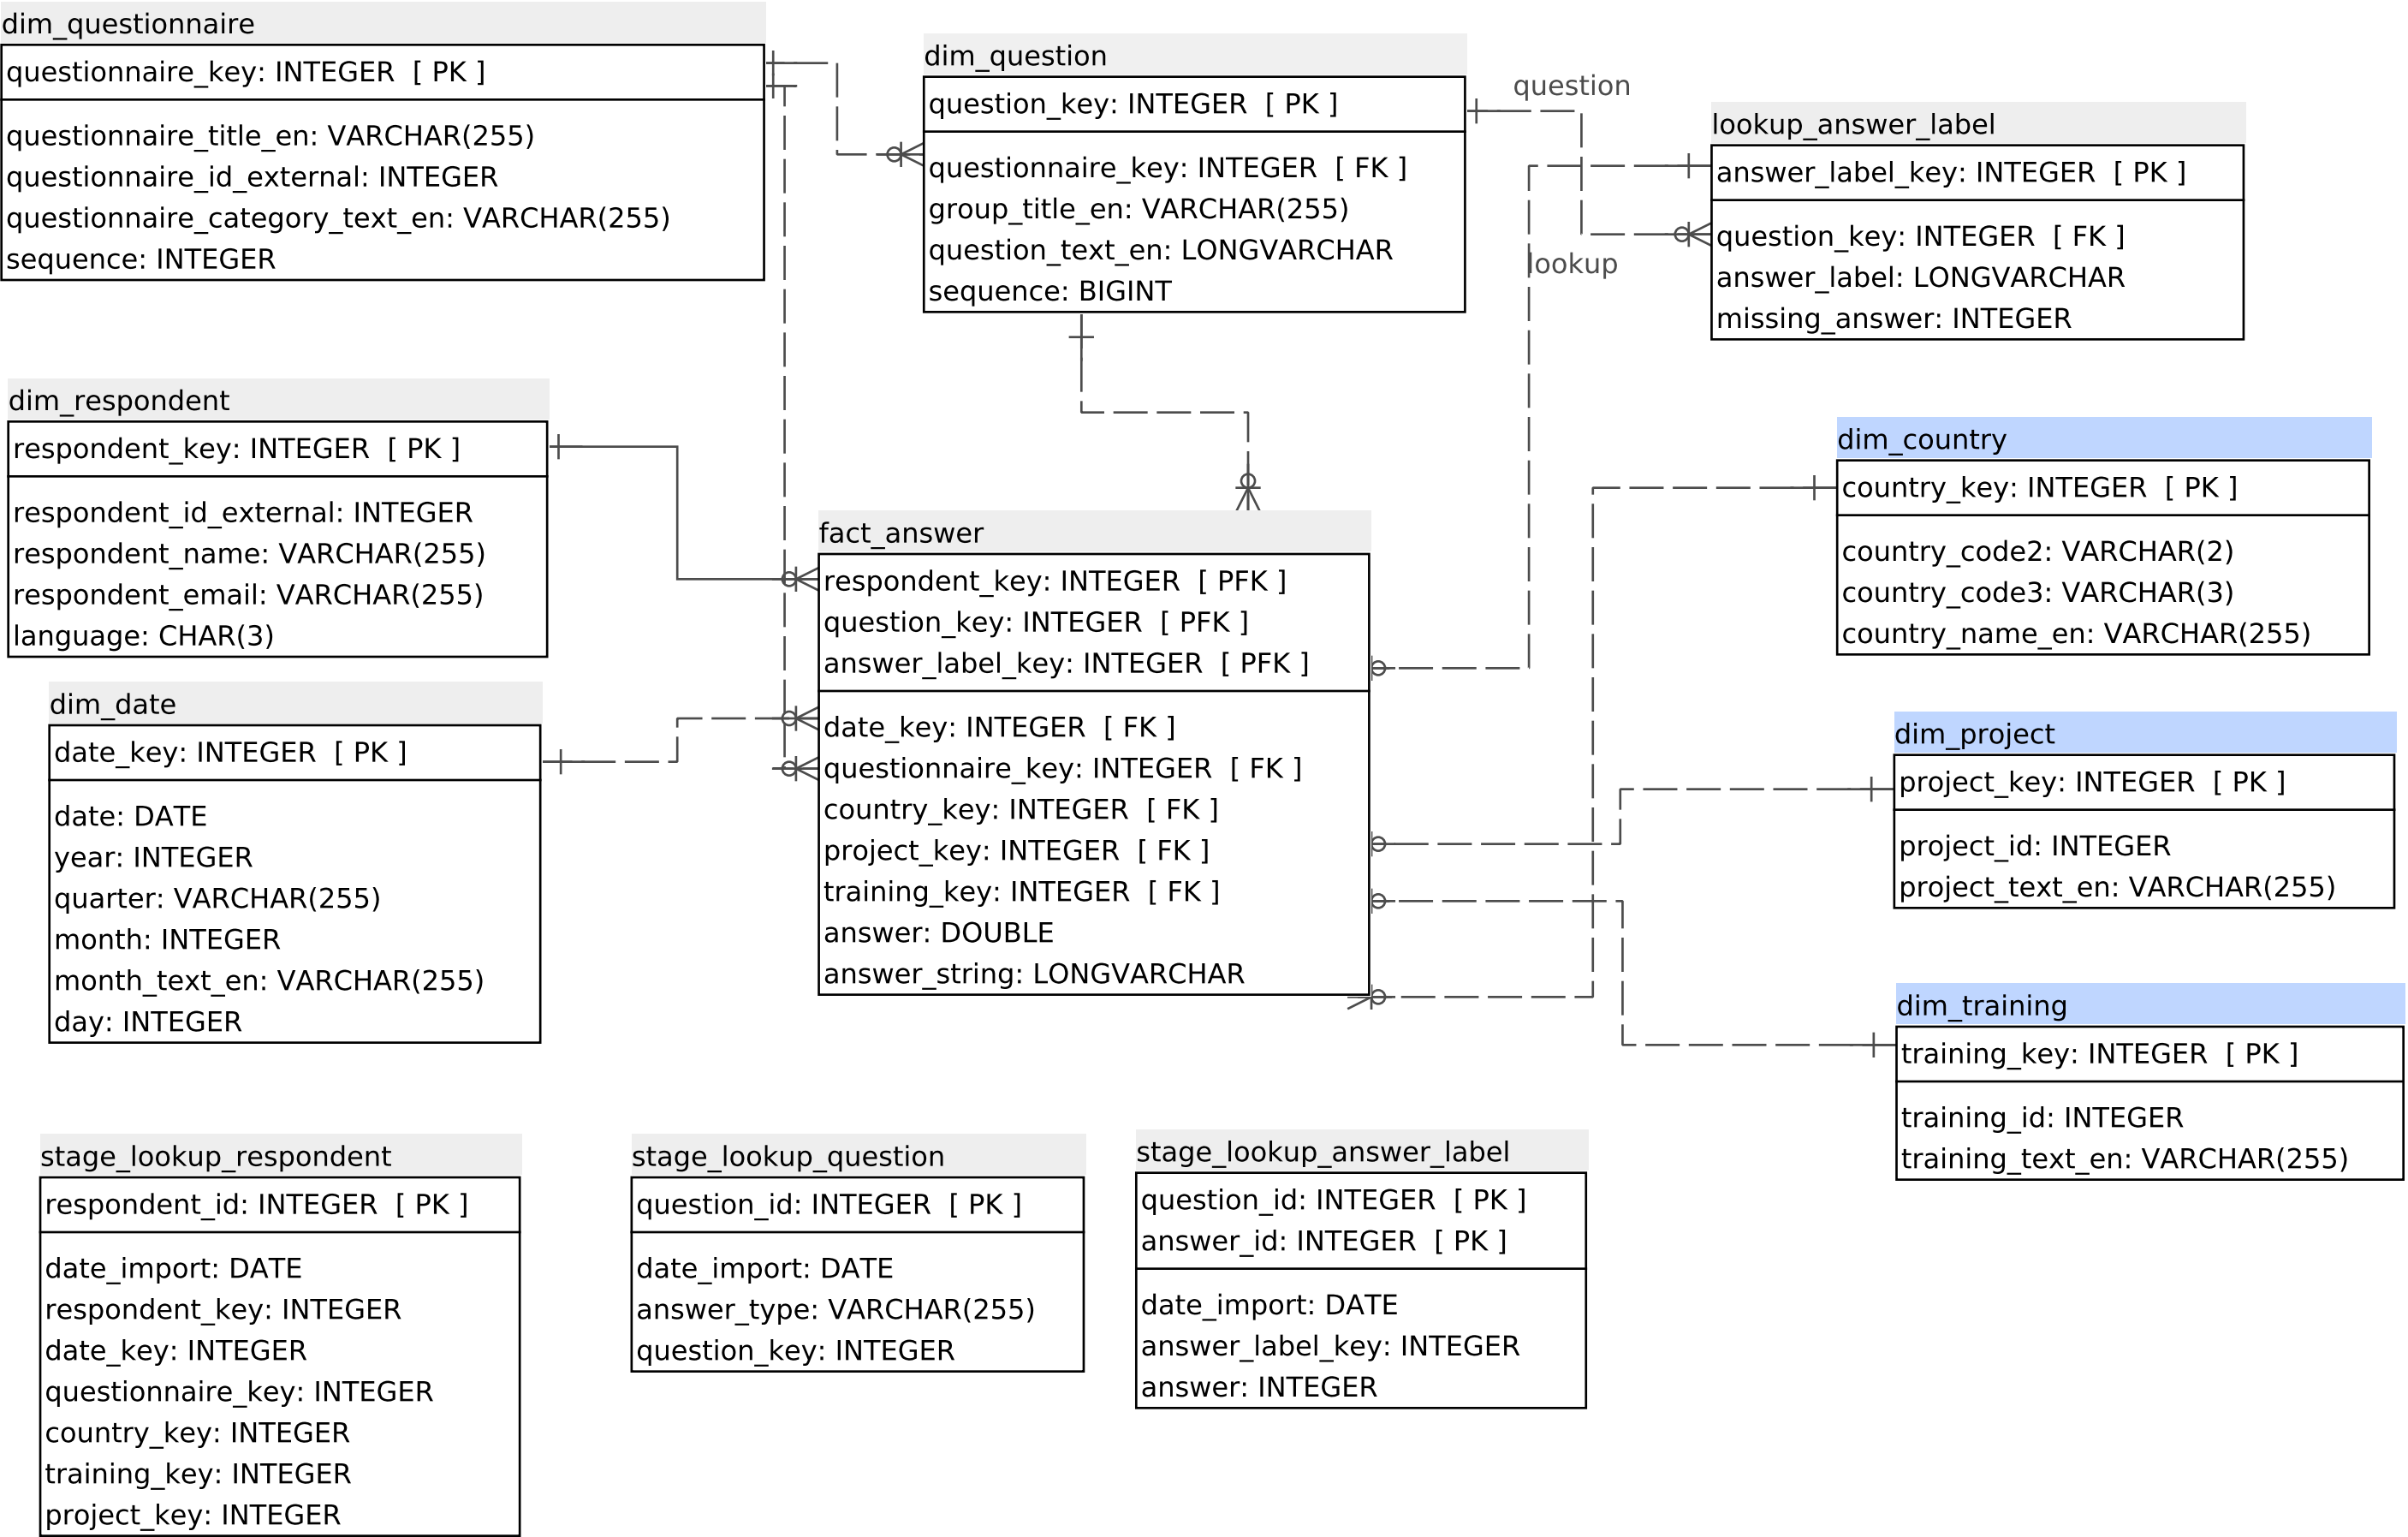 dim_questionnaire
questionnaire_key: INTEGER [ PK ]
questionnaire_title_en: VARCHAR(255)
questionnaire_id_external: INTEGER
questionnaire_category_text_en: VARCHAR(255)
sequence: INTEGER
dim_question
question_key: INTEGER [ PK ]
questionnaire_key: INTEGER [ FK ]
group_title_en: VARCHAR(255)
question_text_en: LONGVARCHAR
sequence: BIGINT
question
lookup
lookup_answer_label
answer_label_key: INTEGER [ PK ]
question_key: INTEGER [ FK ]
answer_label: LONGVARCHAR
missing_answer: INTEGER
dim_respondent
respondent_key: INTEGER [ PK ]
respondent_id_external: INTEGER
respondent_name: VARCHAR(255)
respondent_email: VARCHAR(255)
language: CHAR(3)
dim_country
country_key: INTEGER [ PK ]
country_code2: VARCHAR(2)
country_code3: VARCHAR(3)
country_name_en: VARCHAR(255)
fact_answer
respondent_key: INTEGER [ PFK ]
question_key: INTEGER [ PFK ]
answer_label_key: INTEGER [ PFK ]
date_key: INTEGER [ FK ]
questionnaire_key: INTEGER [ FK ]
country_key: INTEGER [ FK ]
project_key: INTEGER [ FK ]
training_key: INTEGER [ FK ]
answer: DOUBLE
answer_string: LONGVARCHAR
dim_date
date_key: INTEGER [ PK ]
date: DATE
year: INTEGER
quarter: VARCHAR(255)
month: INTEGER
month_text_en: VARCHAR(255)
day: INTEGER
dim_project
project_key: INTEGER [ PK ]
project_id: INTEGER
project_text_en: VARCHAR(255)
dim_training
training_key: INTEGER [ PK ]
training_id: INTEGER
training_text_en: VARCHAR(255)
stage_lookup_respondent
respondent_id: INTEGER [ PK ]
date_import: DATE
respondent_key: INTEGER
date_key: INTEGER
questionnaire_key: INTEGER
country_key: INTEGER
training_key: INTEGER
project_key: INTEGER
stage_lookup_question
question_id: INTEGER [ PK ]
date_import: DATE
answer_type: VARCHAR(255)
question_key: INTEGER
stage_lookup_answer_label
question_id: INTEGER [ PK ]
answer_id: INTEGER [ PK ]
date_import: DATE
answer_label_key: INTEGER
answer: INTEGER